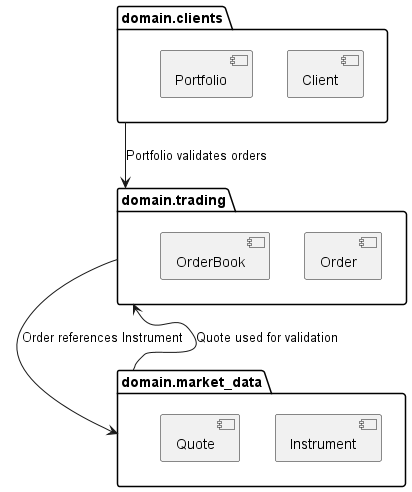 domain.clients
Portfolio
Client
Portfolio validates orders
domain.trading
OrderBook
Order
Order references Instrument
Quote used for validation
domain.market_data
Quote
Instrument